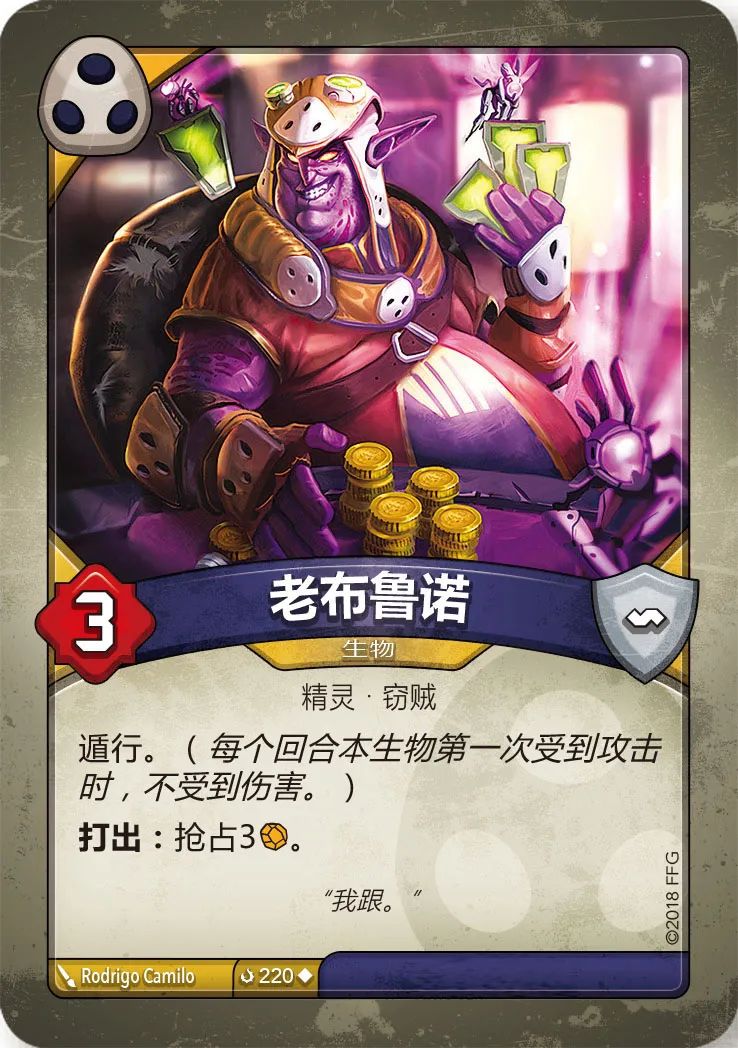 老布鲁诺
3
生物
精灵 · 窃贼
遁行。（每个回合本生物第一次受到攻击
时，不受到伤害。）
打出：抢占3。
“我跟。“
©2018 FFG
Rodrigo Camilo
220